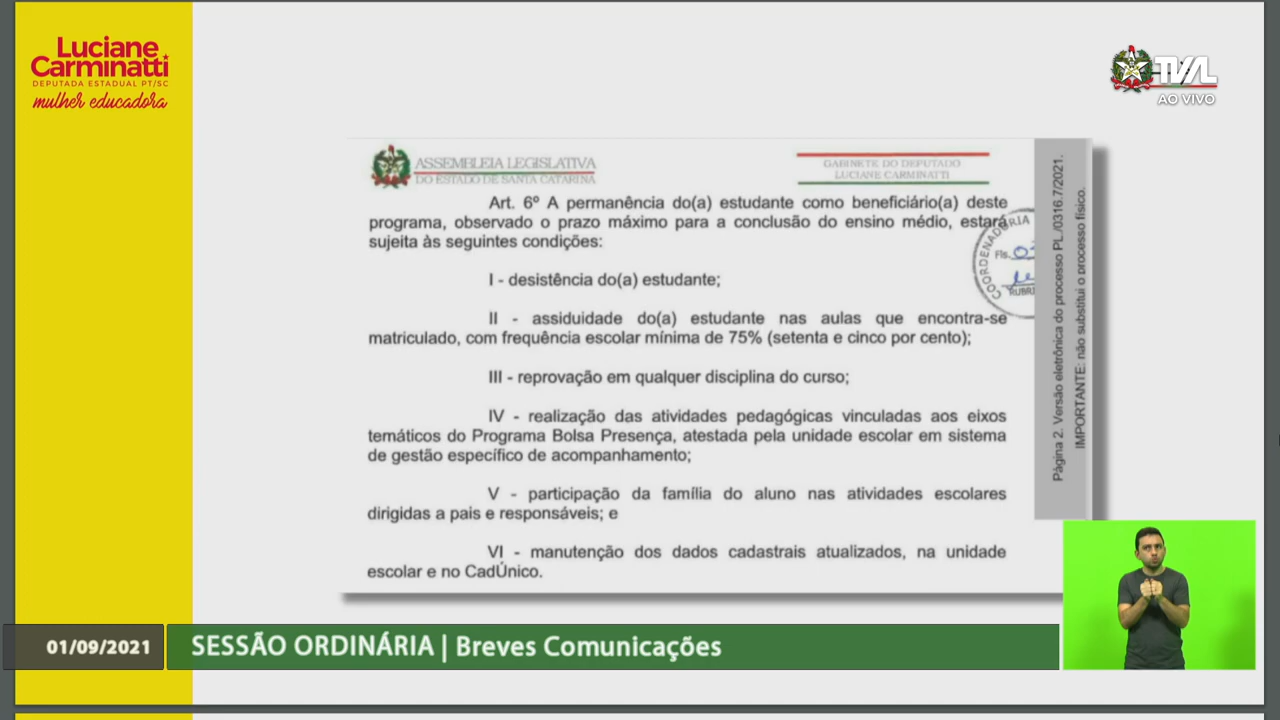 Luciane
Carminatti
DEPUTADA ESTADUAL PT/SC
mulher educadora
TVAL
AO VIVO
ASSEMBLEIA LEGISLATIVA
DO ESTADO DE SANTA CATARINA
GABINETE DO DEPUTADO
LUCIANE CARMINATTI
Art. 6º A permanência do(a) estudante como beneficiário(a) deste
programa, observado o prazo máximo para a conclusão do ensino médio, estará
sujeita às seguintes condições:
I - desistência do(a) estudante;
II - assiduidade do(a) estudante nas aulas que encontra-se
matriculado, com frequência escolar mínima de 75% (setenta e cinco por cento);
III - reprovação em qualquer disciplina do curso;
IV - realização das atividades pedagógicas vinculadas aos eixos
temáticos do Programa Bolsa Presença, atestada pela unidade escolar em sistema
de gestão específico de acompanhamento;
V - participação da família do aluno nas atividades escolares
dirigidas a pais e responsáveis; e
VI - manutenção dos dados cadastrais atualizados, na unidade
escolar e no CadÚnico.
COORDENADORIA
Fls.
RUBRI
Página 2. Versão eletrônica do processo PL./0316.7/2021.
IMPORTANTE: não substitui o processo físico.
01/09/2021
SESSÃO ORDINÁRIA | Breves Comunicações